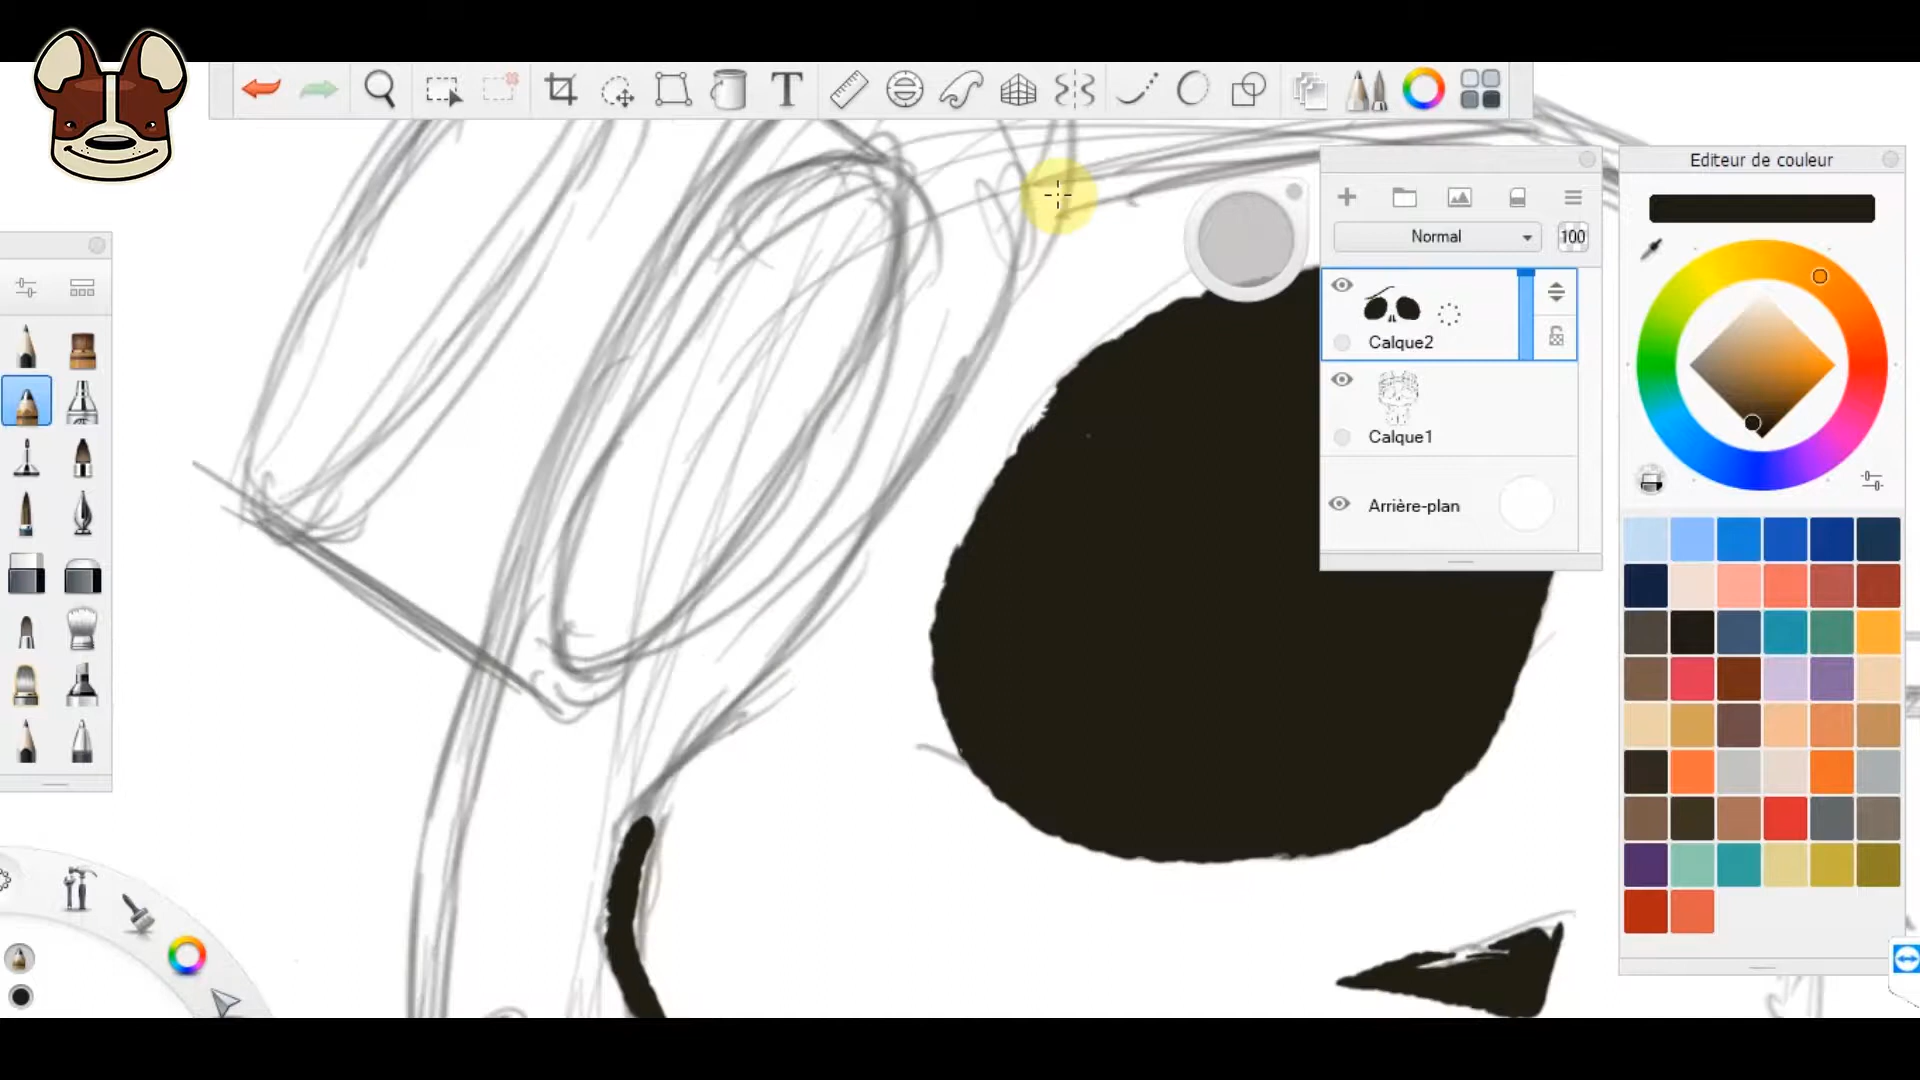 T
Editeur de couleur
Normal
100
Calque2
Calque1
Arrière-plan